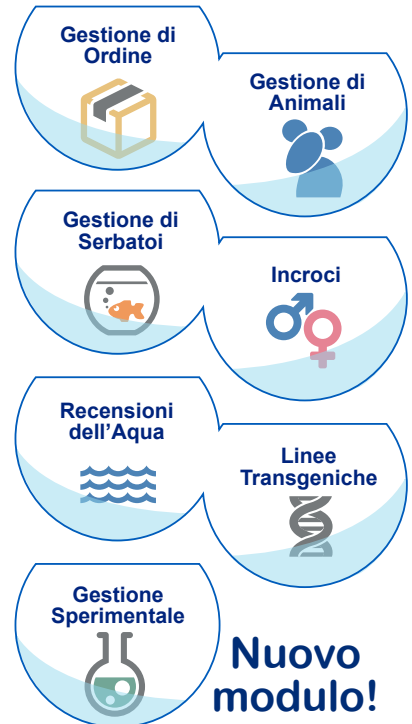 Gestione di
Ordine
Gestione di
Animali
Gestione di
Serbatoi
Incroci
Recensioni
dell'Aqua
Linee
Transgeniche
Gestione
Sperimentale
Nuovo
modulo!